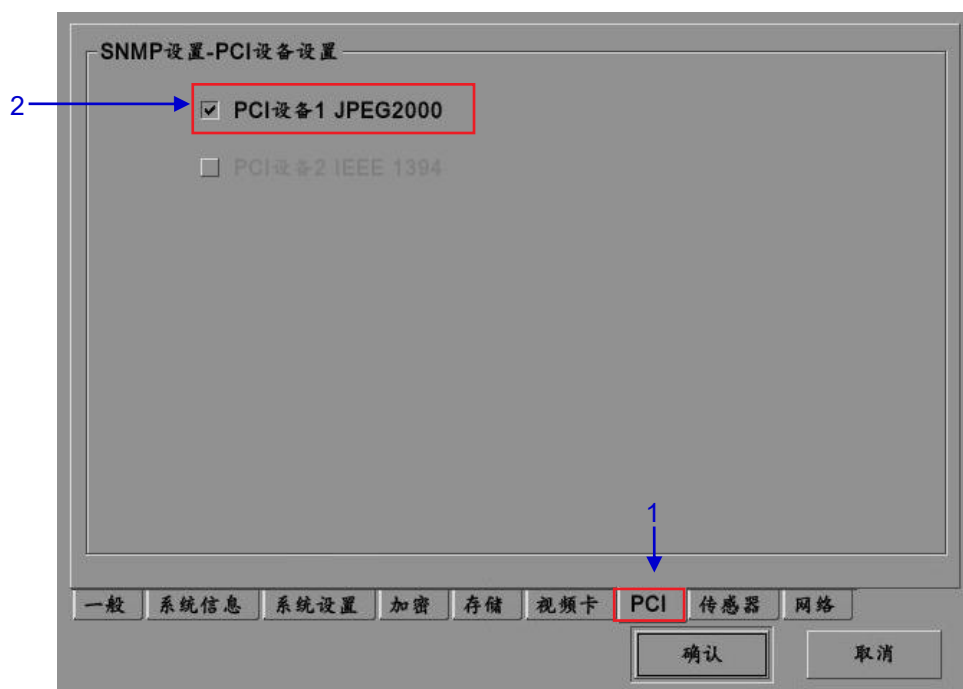 SNMP设置-PCI设备设置
2
PCI设备1 JPEG2000
PCI设备2 IEEE 1394
1
一般 系统信息 系统设置 加密 存储 视频卡 PCI 传感器 网络
确认 取消